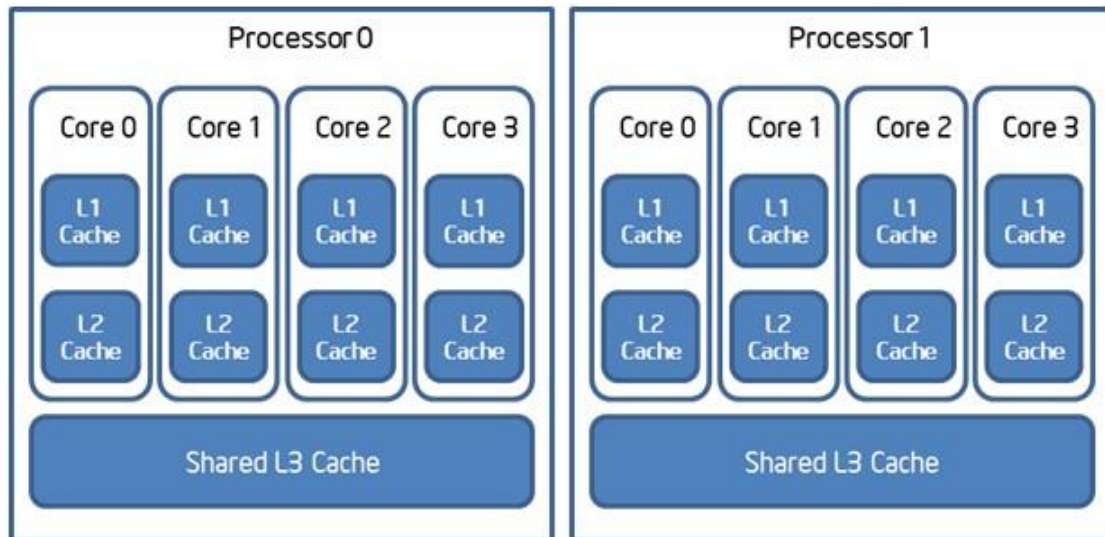 Processor 0
Core 0
L1
Cache
L2
Cache
Core 1
L1
Cache
L2
Cache
Core 2
L1
Cache
L2
Cache
Core 3
L1
Cache
L2
Cache
Shared L3 Cache
Processor 1
Core 0
L1
Cache
L2
Cache
Core 1
L1
Cache
L2
Cache
Core 2
L1
Cache
L2
Cache
Core 3
L1
Cache
L2
Cache
Shared L3 Cache